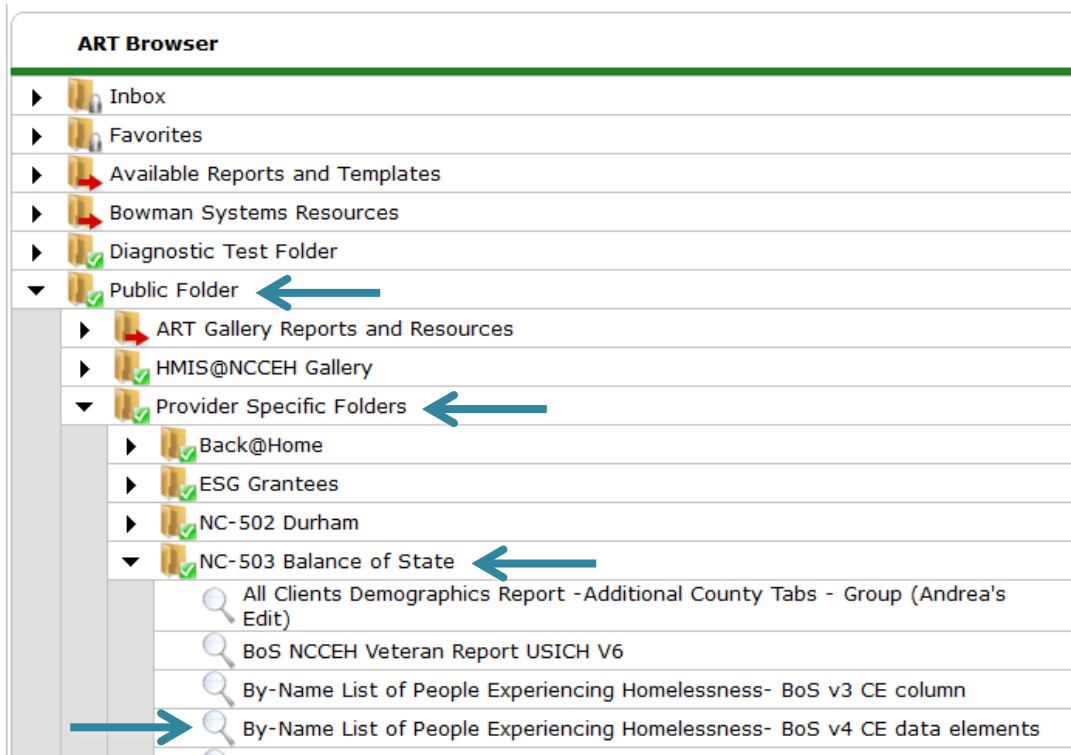 ART Browser
Inbox
Favorites
Available Reports and Templates
Bowman Systems Resources
Diagnostic Test Folder
Public Folder
ART Gallery Reports and Resources
HMIS@NCCEH Gallery
Provider Specific Folders
Back@Home
ESG Grantees
NC-502 Durham
NC-503 Balance of State
All Clients Demographics Report -Additional County Tabs - Group (Andrea's
Edit)
BoS NCCEH Veteran Report USICH V6
By-Name List of People Experiencing Homelessness- BoS v3 CE column
By-Name List of People Experiencing Homelessness- BoS v4 CE data elements